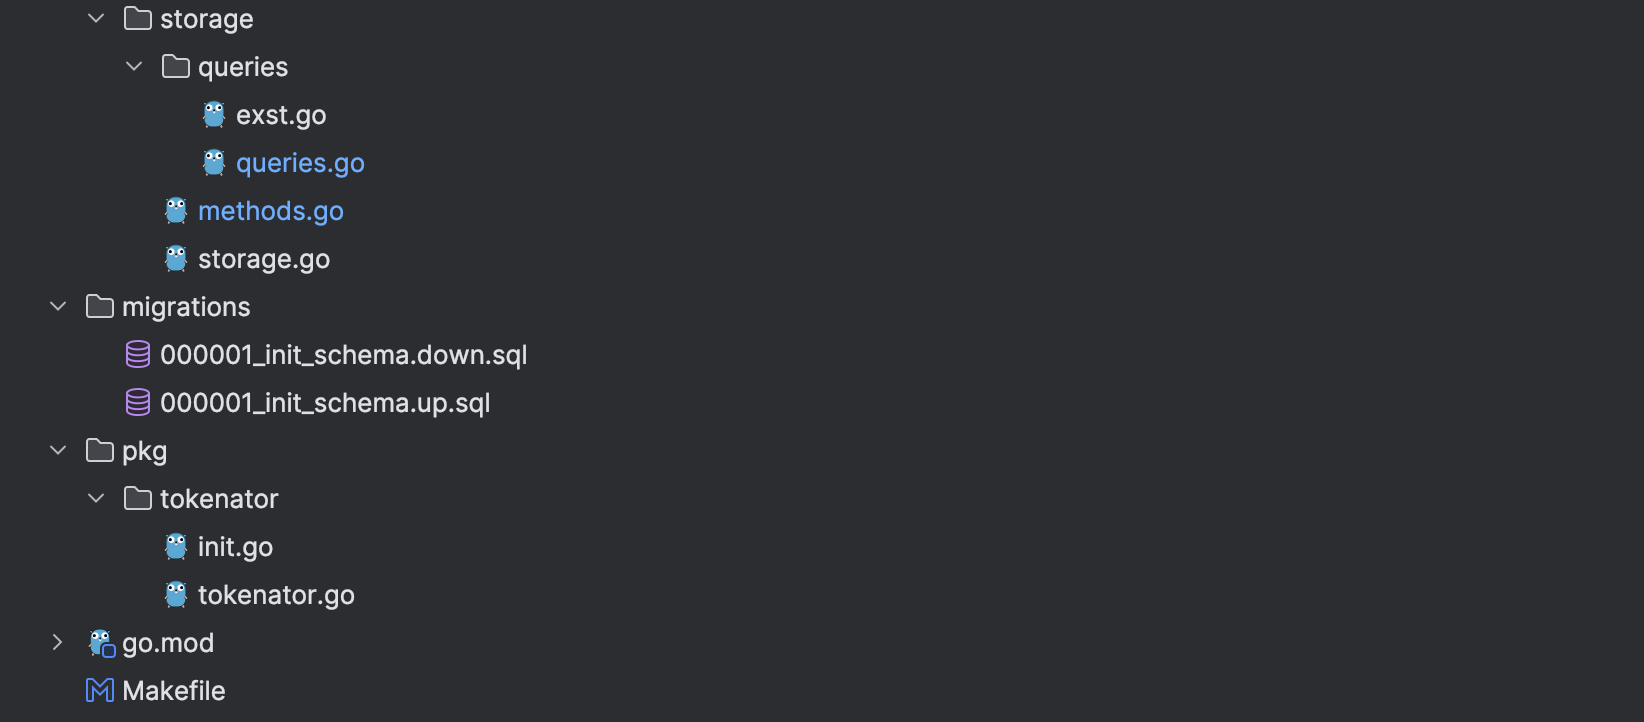 storage
queries
exst.go
queries.go
methods.go
storage.go
migrations
000001_init_schema.down.sql
000001_init_schema.up.sql
pkg
tokenator
init.go
tokenator.go
go.mod
Makefile